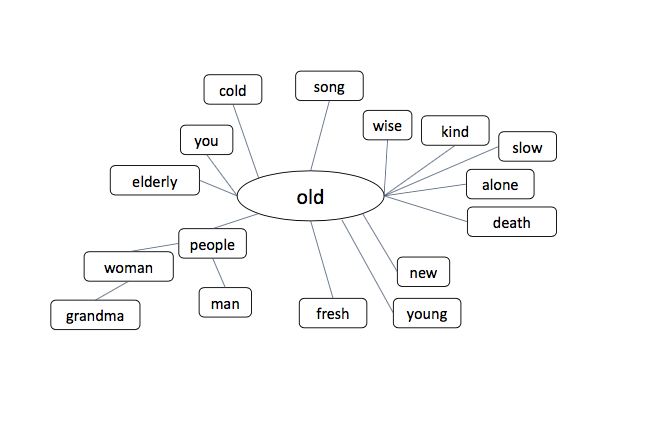 song
cold
wise
kind
you
slow
elderly
alone
old
death
people
woman
new
man
grandma
fresh
young